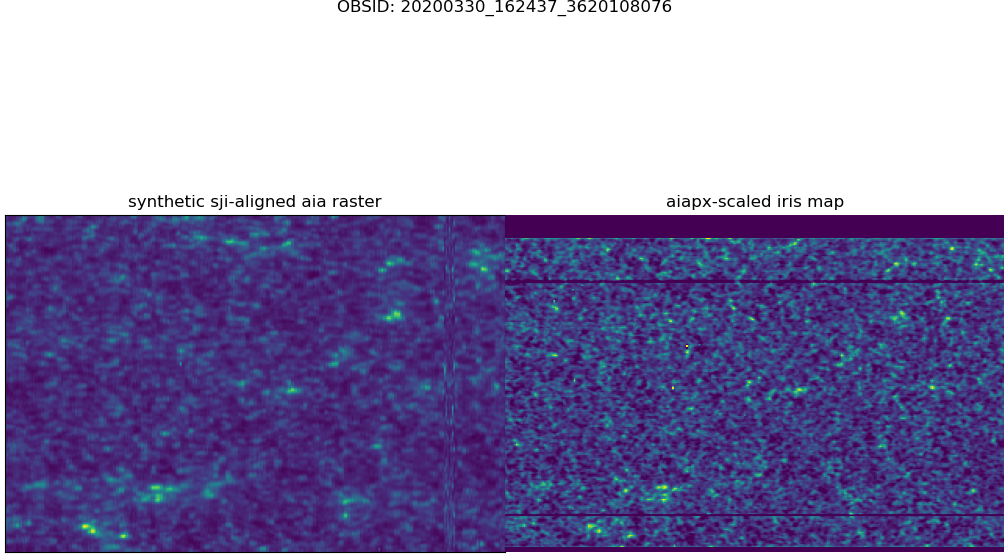 OBSID: 20200330_162437_3620108076
synthetic sji-aligned aia raster
aiapx-scaled iris map